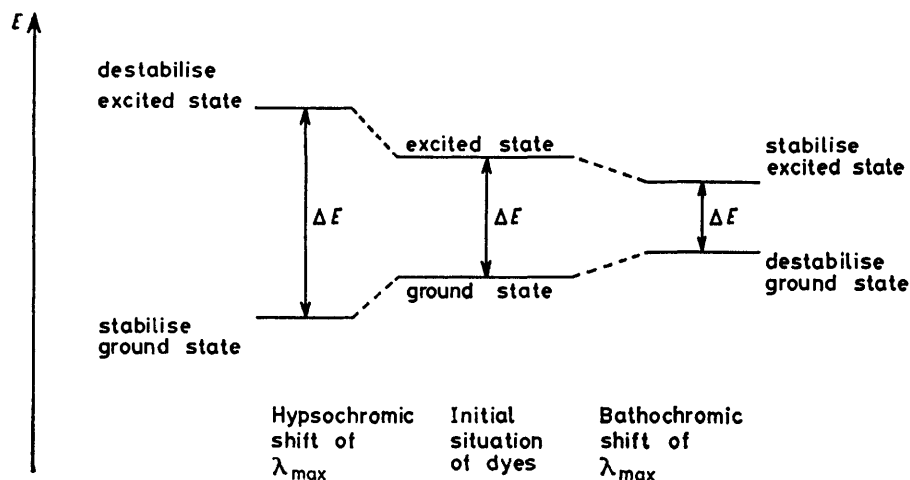 E
destabilise
excited state
excited state
stabilise
excited state
ΔE
ΔE
ΔE
ground state
destabilise
ground state
stabilise
ground state
Hypsochromic
shift of
λmax
Initial
situation
of dyes
Bathochromic
shift of
λmax